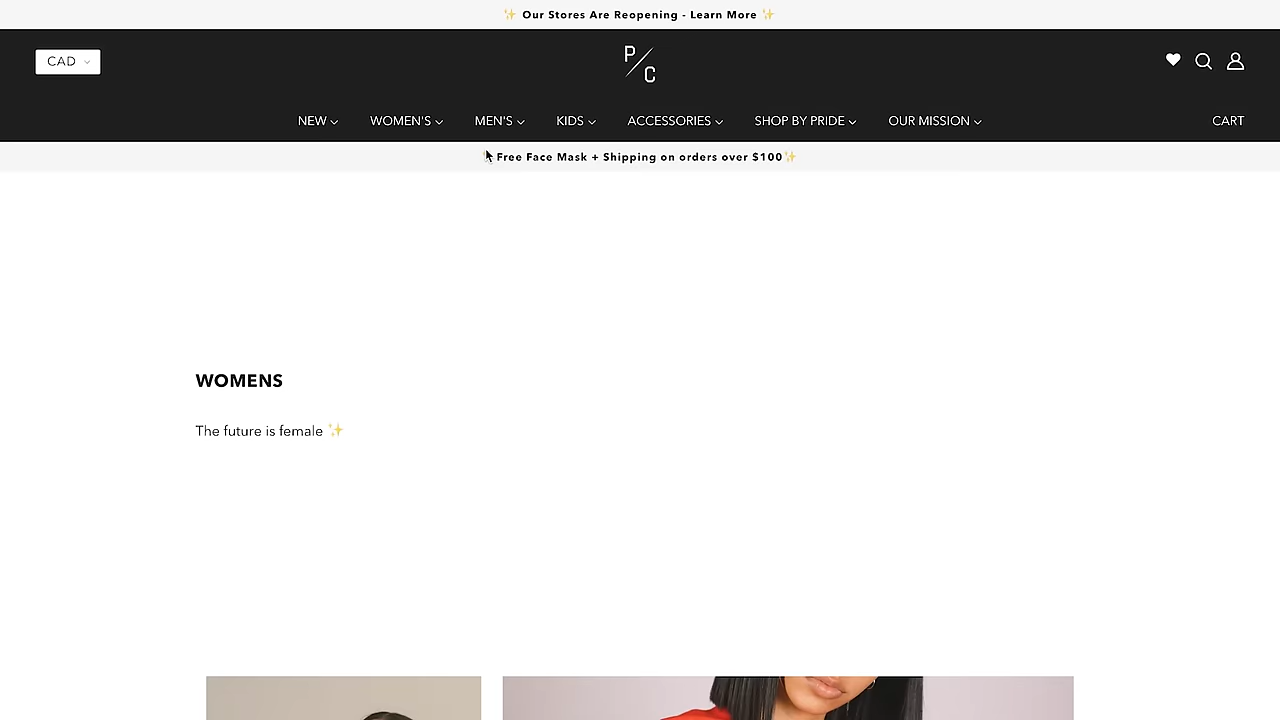 ✨ Our Stores Are Reopening - Learn More ✨
CAD
P/C
NEW WOMEN'S MEN'S KIDS ACCESSORIES SHOP BY PRIDE OUR MISSION CART
Free Face Mask + Shipping on orders over $100✨
WOMENS
The future is female ✨